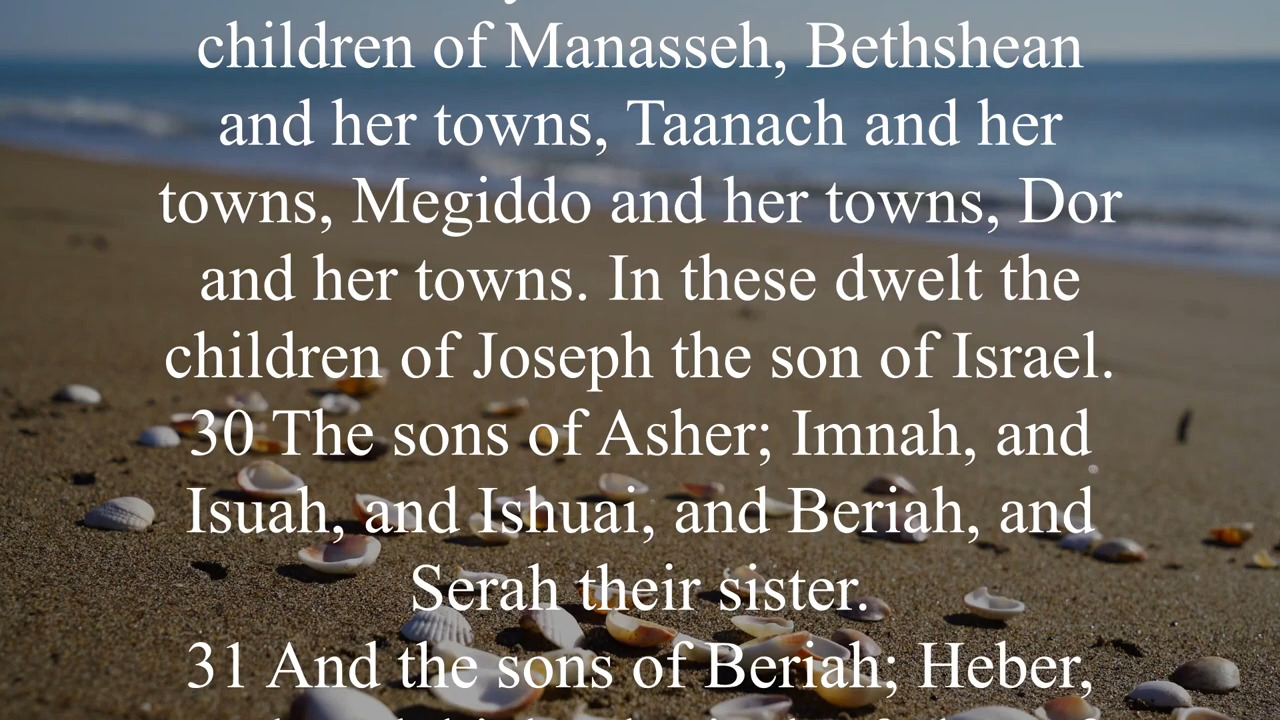 children of Manasseh, Bethshean
and her towns, Taanach and her
towns, Megiddo and her towns, Dor
and her towns. In these dwelt the
children of Joseph the son of Israel.
30 The sons of Asher; Imnah, and
Isuah, and Ishuai, and Beriah, and
Serah their sister.
31 And the sons of Beriah; Heber,